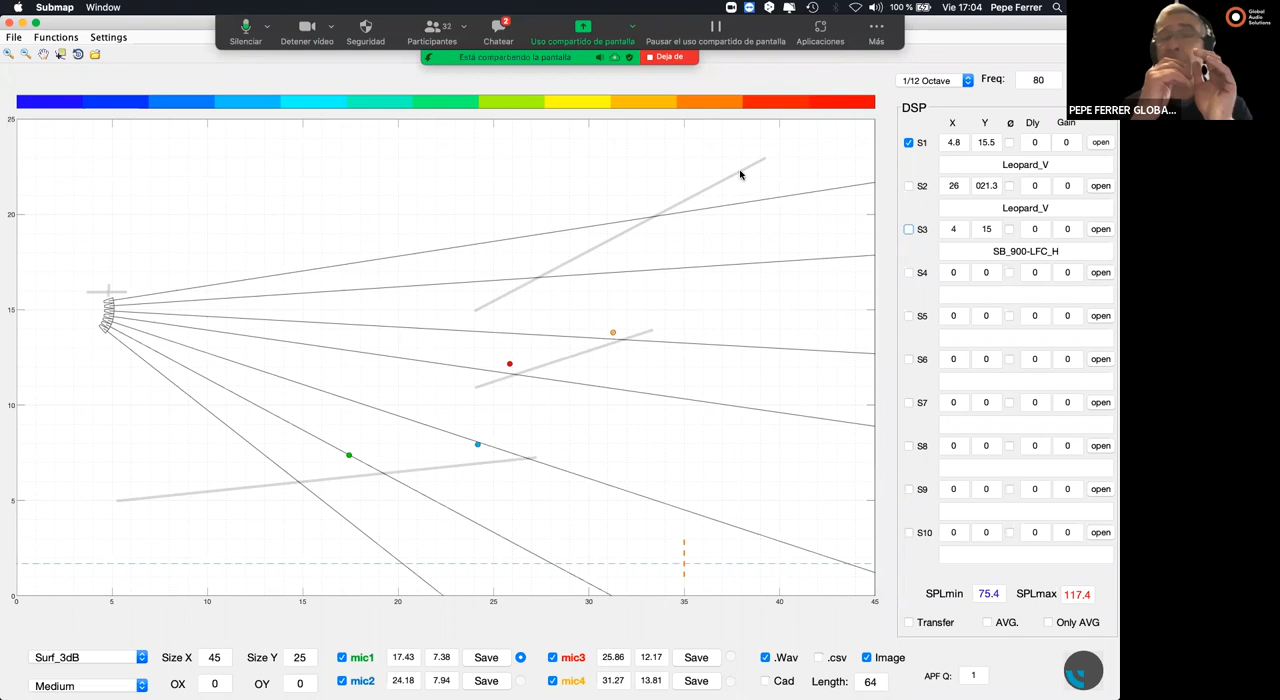 Submap Window
100 % Vie 17:04 Pepe Ferrer
File Functions Settings
Silenciar
Detener vídeo
Seguridad
32
Participantes
2
Chatear
Uso compartido de pantalla
Pausar el uso compartido de pantalla
Aplicaciones
Más
Está compartiendo la pantalla
Deja de
Global
Audio
Solutions
PEPE FERRER GLOBA...
1/12 Octave Freq: 80
DSP
X Y Ø Dly Gain
S1 4.8 15.5 0 0 open
Leopard_V
S2 26 021.3 0 0 open
Leopard_V
S3 4 15 0 0 open
SB_900-LFC_H
S4 0 0 0 0 open
S5 0 0 0 0 open
S6 0 0 0 0 open
S7 0 0 0 0 open
S8 0 0 0 0 open
S9 0 0 0 0 open
S10 0 0 0 0 open
SPLmin 75.4 SPLmax 117.4
Transfer AVG. Only AVG
25
20
15
10
5
0
0 5 10 15 20 25 30 35 40 45
Surf_3dB Size X 45 Size Y 25 mic1 17.43 7.38 Save mic3 25.86 12.17 Save .Wav .csv Image
Medium OX 0 OY 0 mic2 24.18 7.94 Save mic4 31.27 13.81 Save Cad Length: 64 APF Q: 1